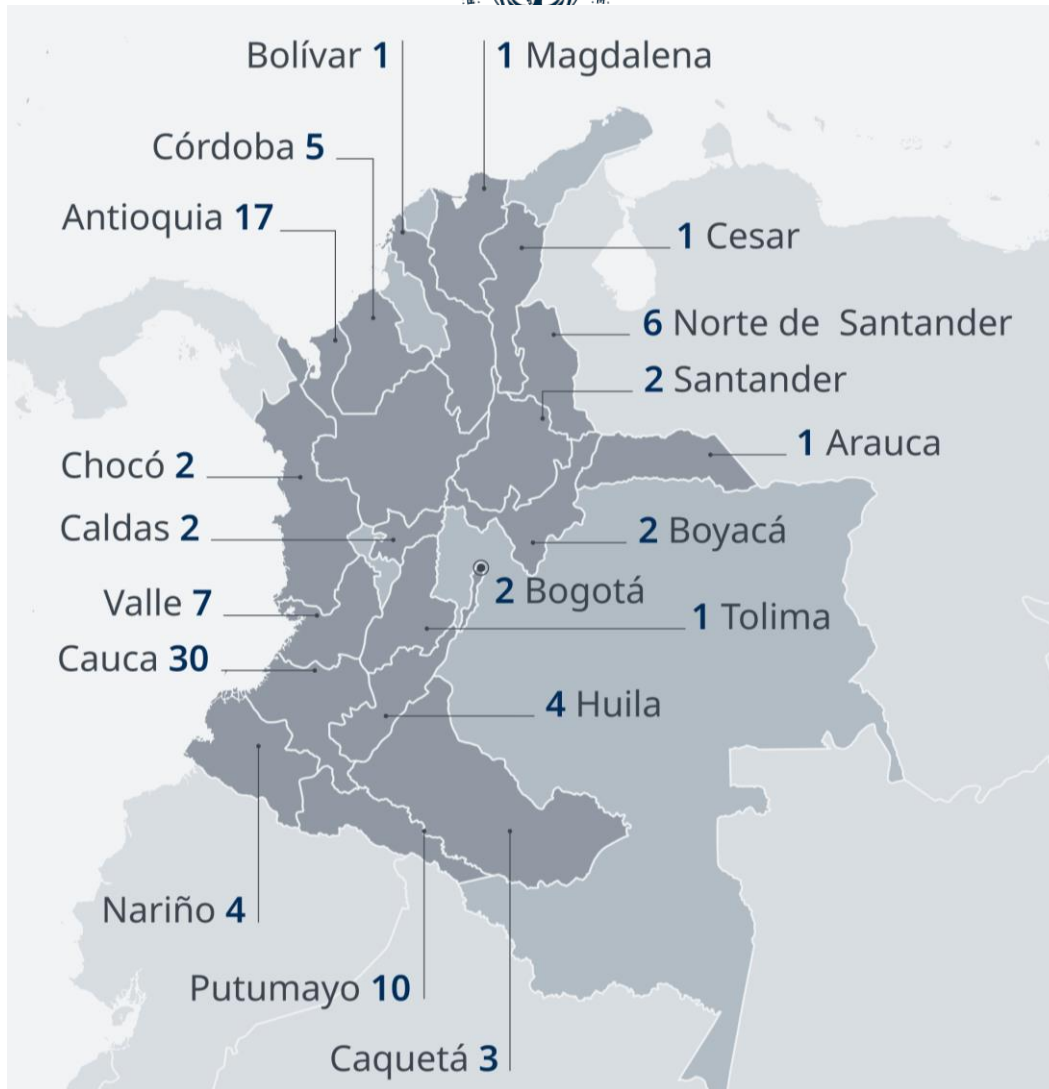 Bolívar 1
1 Magdalena
Córdoba 5
Antioquia 17
1 Cesar
6 Norte de Santander
2 Santander
1 Arauca
Chocó 2
Caldas 2
2 Boyacá
2 Bogotá
Valle 7
1 Tolima
Cauca 30
4 Huila
Nariño 4
Putumayo 10
Caquetá 3